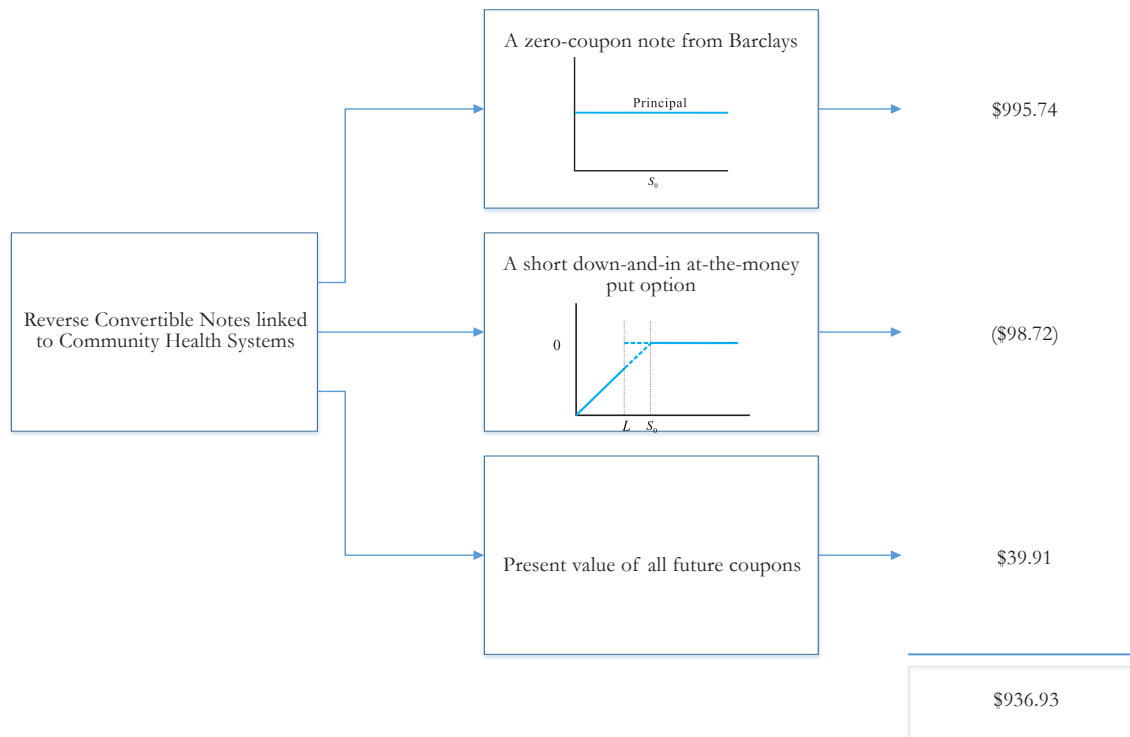 A zero-coupon note from Barclays
Principal
S₀
$995.74
Reverse Convertible Notes linked
to Community Health Systems
A short down-and-in at-the-money
put option
0
L S₀
($98.72)
Present value of all future coupons
$39.91
$936.93